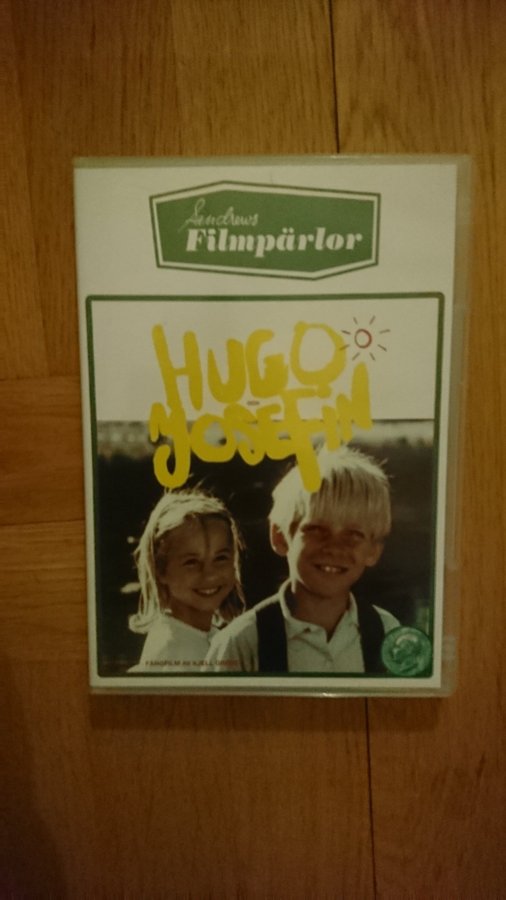 Sandrews
Filmpärlor
HUGO
JOSEFIN
FÄRGFILM AV KJELL GREDE